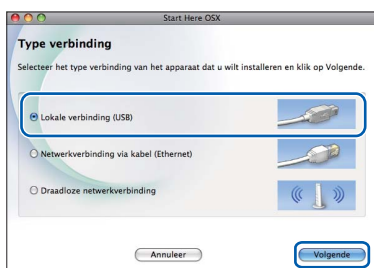 Start Here OSX
Type verbinding
Selecteer het type verbinding van het apparaat dat u wilt installeren en klik op Volgende.
Lokale verbinding (USB)
Netwerkverbinding via kabel (Ethernet)
Draadloze netwerkverbinding
Annuleer
Volgende